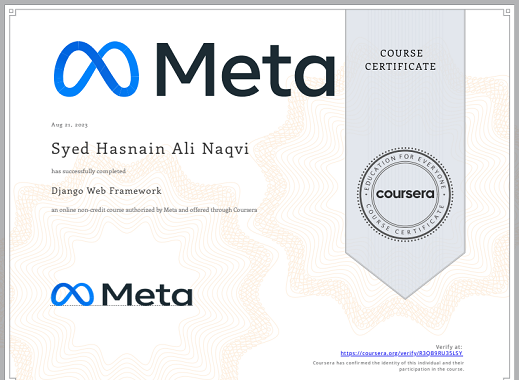 Meta
COURSE
CERTIFICATE
Aug 21, 2023
Syed Hasnain Ali Naqvi
has successfully completed
Django Web Framework
an online non-credit course authorized by Meta and offered through Coursera
EDUCATION FOR EVERYONE
coursera
COURSE CERTIFICATE
Meta
Verify at:
https://coursera.org/verify/R3QB9RU35LSY
Coursera has confirmed the identity of this individual and their
participation in the course.